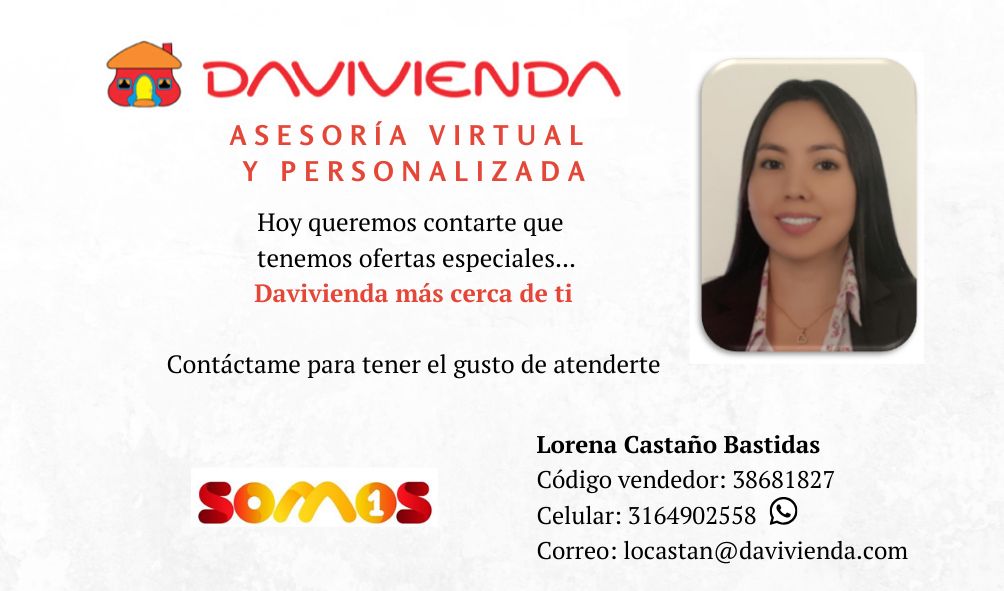 DAVIVIENDA
ASESORÍA VIRTUAL
Y PERSONALIZADA
Hoy queremos contarte que
tenemos ofertas especiales...
Davivienda más cerca de ti
Contáctame para tener el gusto de atenderte
SOMOS
1
Lorena Castaño Bastidas
Código vendedor: 38681827
Celular: 3164902558
Correo: locastan@davivienda.com